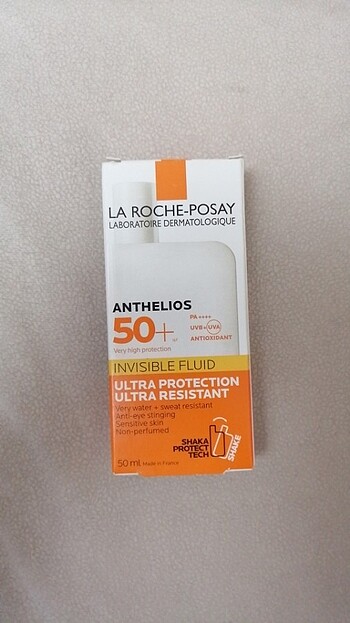 LA ROCHE-POSAY
LABORATOIRE DERMATOLOGIQUE
ANTHELIOS
50+
Very high protection
PA++++
UVB+UVA
ANTIOXIDANT
INVISIBLE FLUID
ULTRA PROTECTION
ULTRA RESISTANT
Very water + sweat resistant
Anti-eye stinging
Sensitive skin
Non-perfumed
SHAKA
PROTECT
TECH
SHAKE
50 ml Made in France